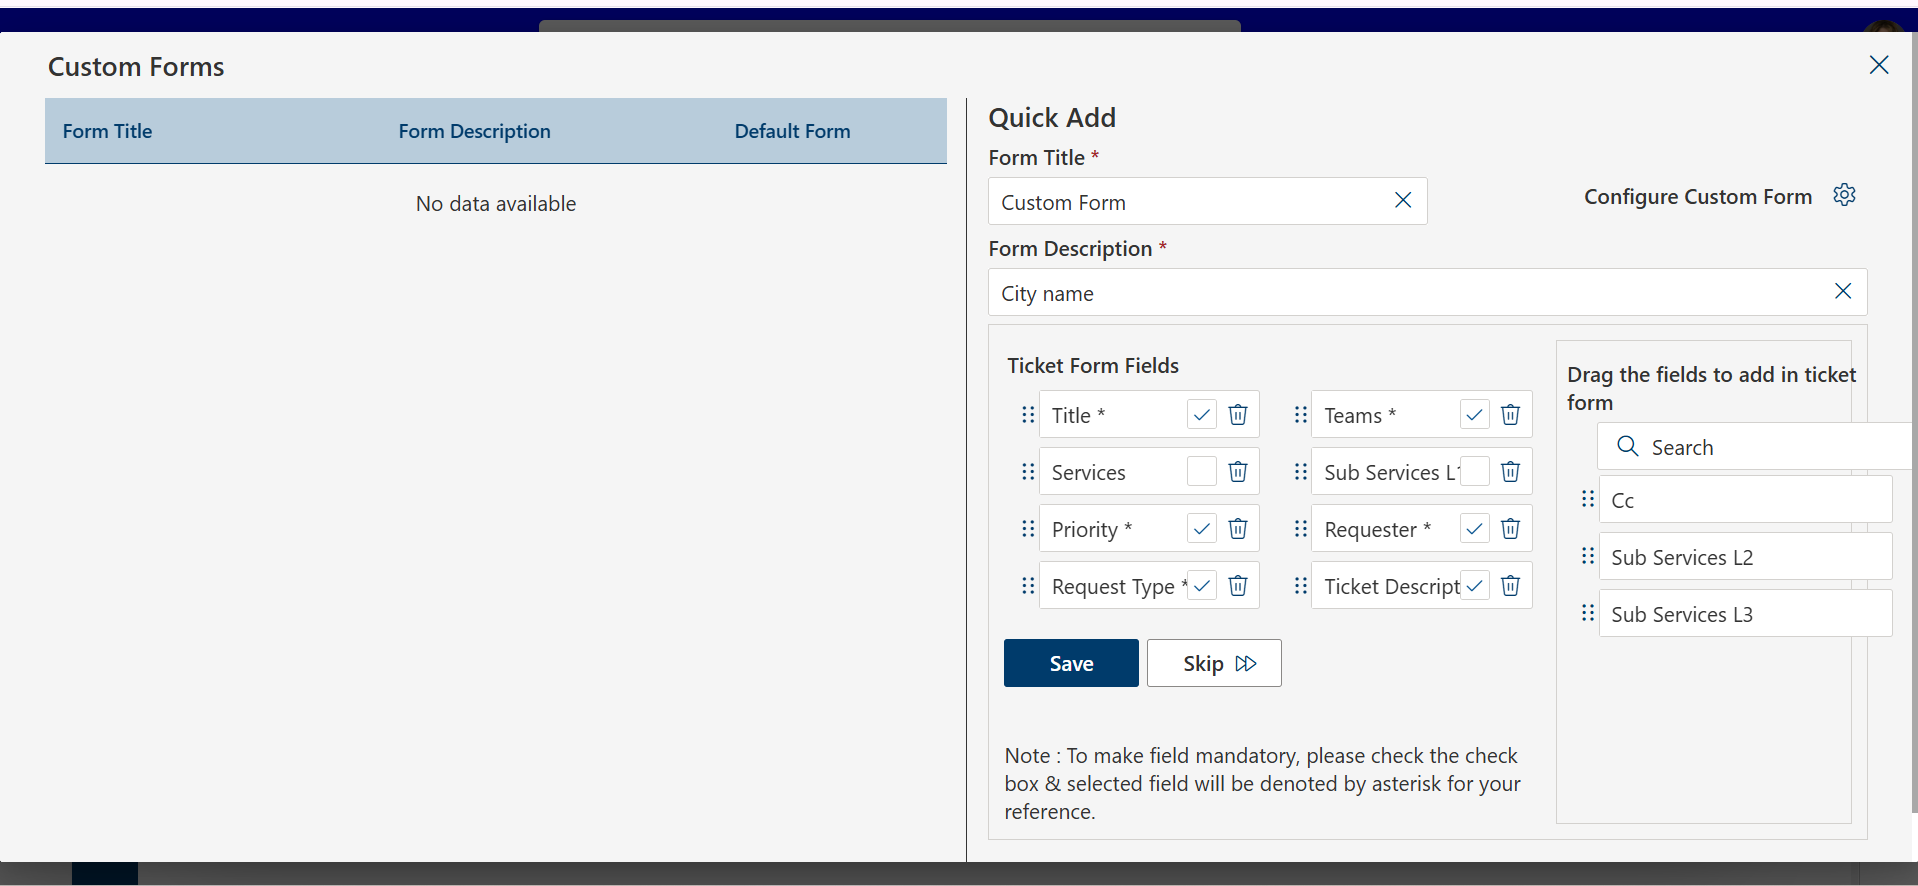 Custom Forms
Form Title
Form Description
Default Form
No data available
Quick Add
Form Title *
Custom Form
Configure Custom Form
Form Description *
City name
Ticket Form Fields
Title *
Teams *
Services
Sub Services L1
Priority *
Requester *
Request Type *
Ticket Descript
Save
Skip
Note : To make field mandatory, please check the check
box & selected field will be denoted by asterisk for your
reference.
Drag the fields to add in ticket
form
Search
Cc
Sub Services L2
Sub Services L3